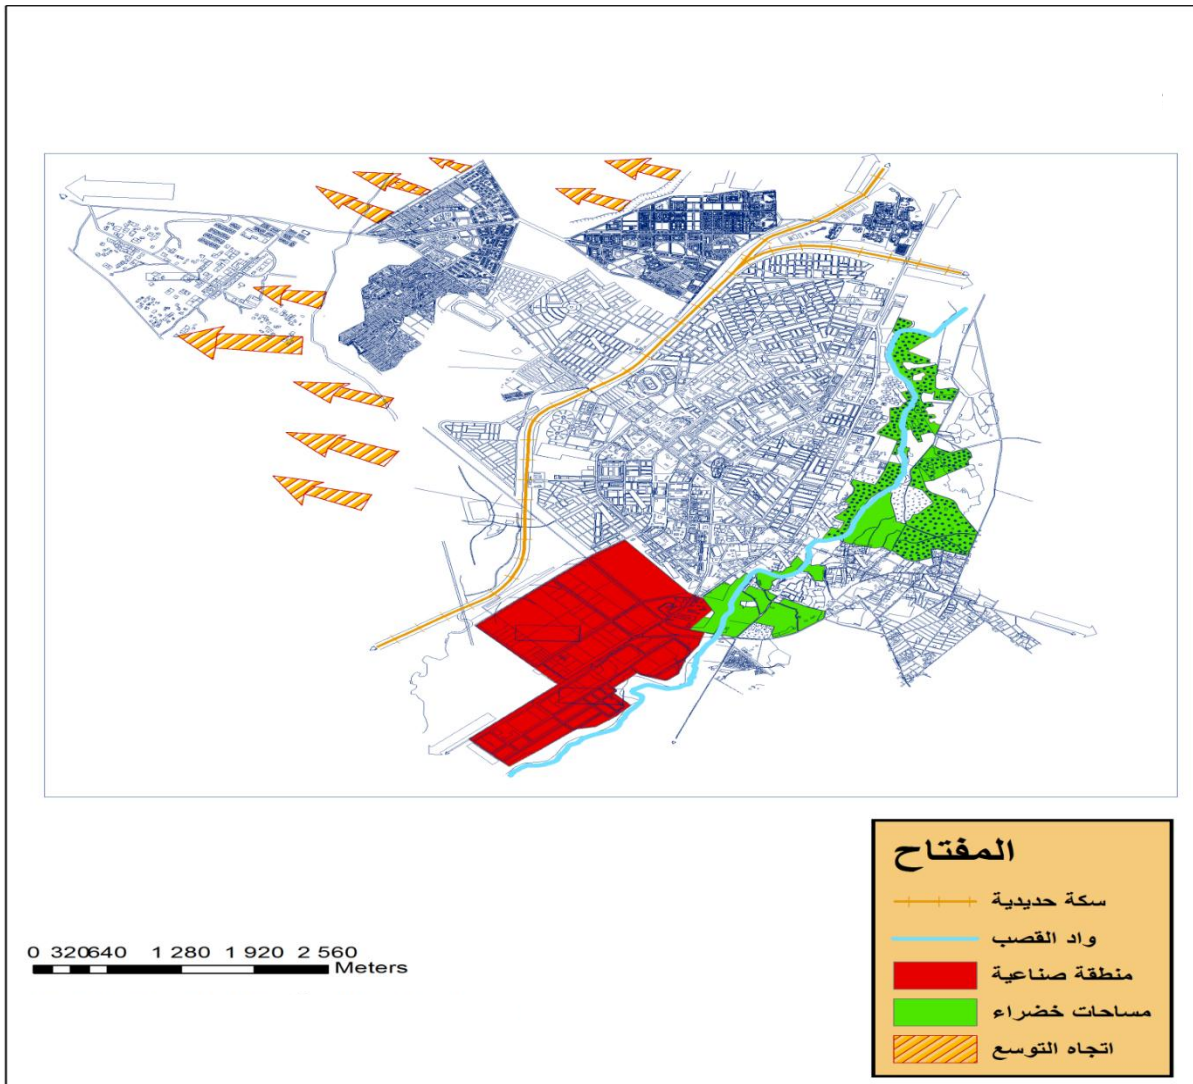 المفتاح
سكة حديدية
واد القصب
منطقة صناعية
مساحات خضراء
اتجاه التوسع
0 320640 1 280 1 920 2 560
Meters